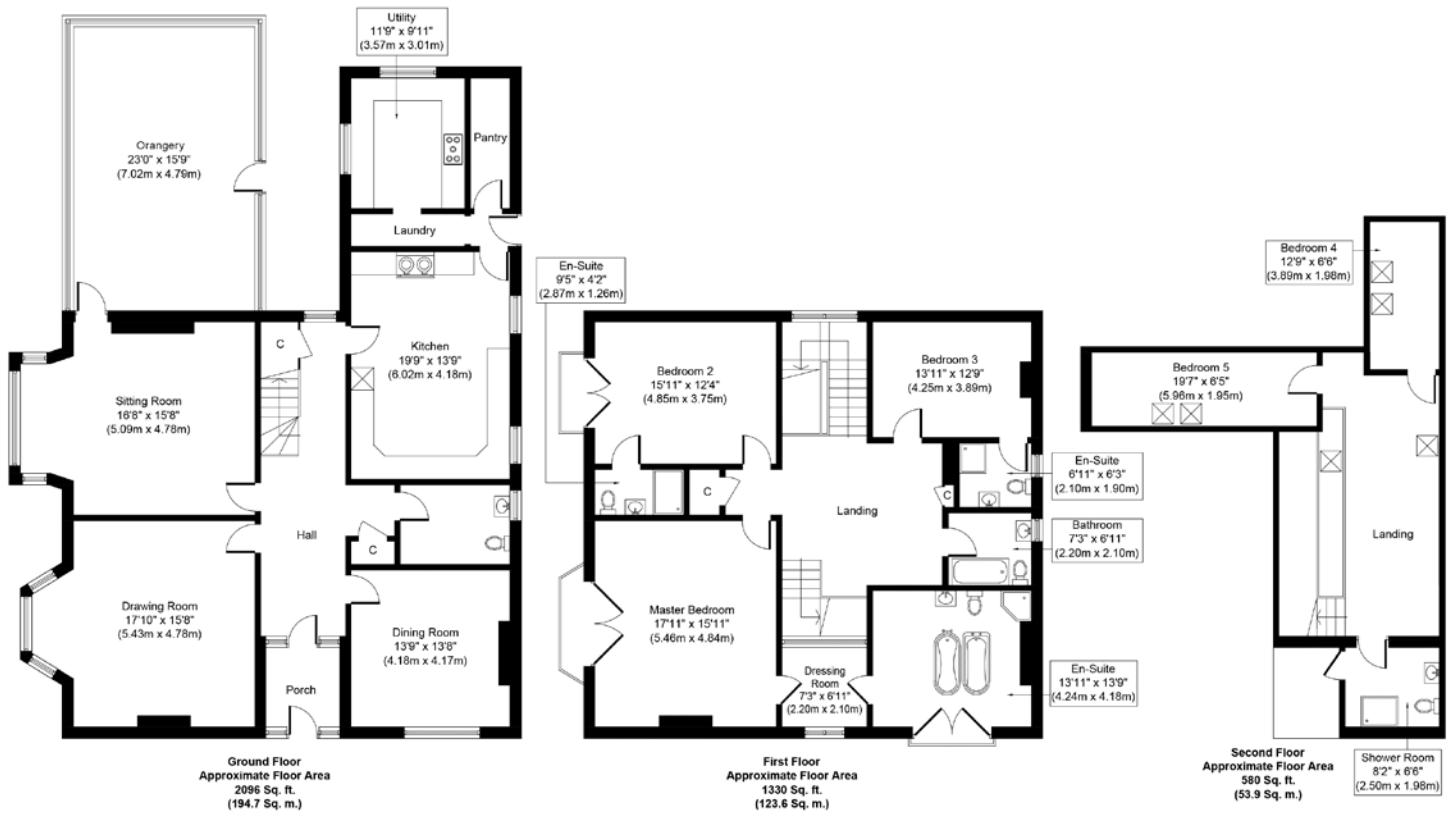 Utility
11'9" x 9'11"
(3.57m x 3.01m)
Orangery
23'0" x 15'9"
(7.02m x 4.79m)
Pantry
Laundry
C
Kitchen
19'9" x 13'9"
(6.02m x 4.18m)
Sitting Room
16'8" x 15'8"
(5.09m x 4.78m)
Hall
C
Drawing Room
17'10" x 15'8"
(5.43m x 4.78m)
Dining Room
13'9" x 13'8"
(4.18m x 4.17m)
Porch
Ground Floor
Approximate Floor Area
2096 Sq. ft.
(194.7 Sq. m.)
En-Suite
9'5" x 4'2"
(2.87m x 1.26m)
Bedroom 2
15'11" x 12'4"
(4.85m x 3.75m)
Bedroom 3
13'11" x 12'9"
(4.25m x 3.89m)
En-Suite
6'11" x 6'3"
(2.10m x 1.90m)
C
C
Landing
Bathroom
7'3" x 6'11"
(2.20m x 2.10m)
Master Bedroom
17'11" x 15'11"
(5.46m x 4.84m)
Dressing
Room
7'3" x 6'11"
(2.20m x 2.10m)
En-Suite
13'11" x 13'9"
(4.24m x 4.18m)
First Floor
Approximate Floor Area
1330 Sq. ft.
(123.6 Sq. m.)
Bedroom 4
12'9" x 6'6"
(3.89m x 1.98m)
Bedroom 5
19'7" x 6'5"
(5.96m x 1.95m)
Landing
Shower Room
8'2" x 6'6"
(2.50m x 1.98m)
Second Floor
Approximate Floor Area
580 Sq. ft.
(53.9 Sq. m.)